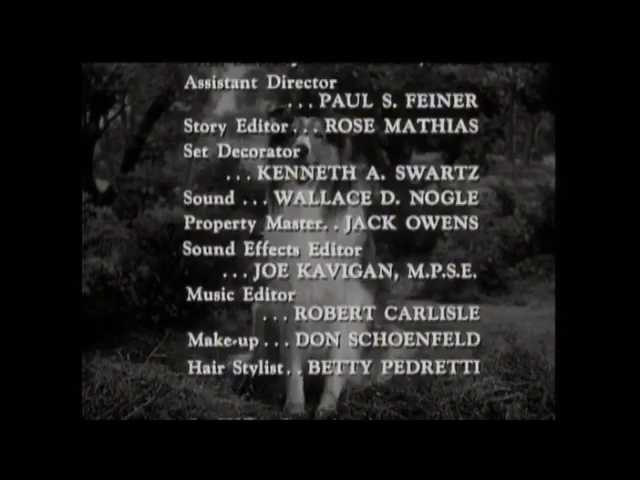 Assistant Director
... PAUL S. FEINER
Story Editor... ROSE MATHIAS
Set Decorator
... KENNETH A. SWARTZ
Sound ... WALLACE D. NOGLE
Property Master.. JACK OWENS
Sound Effects Editor
... JOE KAVIGAN, M.P.S.E.
Music Editor
... ROBERT CARLISLE
Make-up ... DON SCHOENFELD
Hair Stylist.. BETTY PEDRETTI